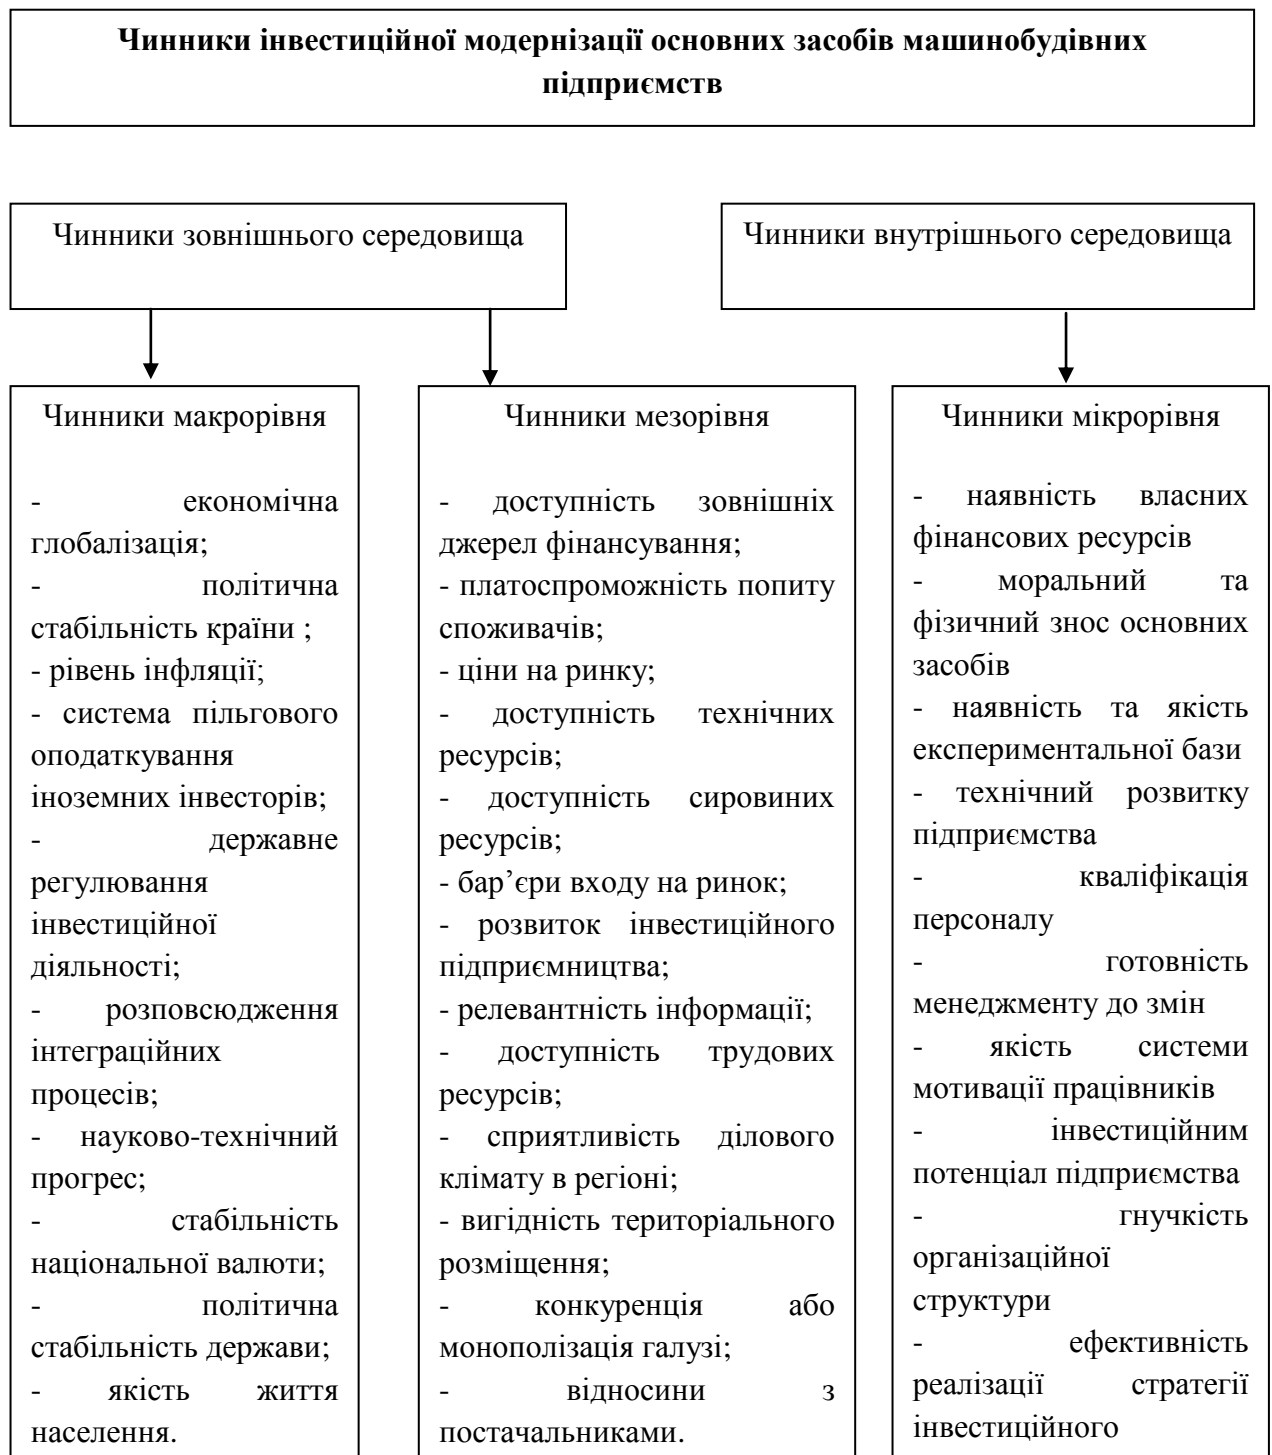 Чинники інвестиційної модернізації основних засобів машинобудівних
підприємств
Чинники зовнішнього середовища
Чинники внутрішнього середовища
Чинники макрорівня
- економічна
глобалізація;
- політична
стабільність країни ;
- рівень інфляції;
- система пільгового
оподаткування
іноземних інвесторів;
- державне
регулювання
інвестиційної
діяльності;
- розповсюдження
інтеграційних
процесів;
- науково-технічний
прогрес;
- стабільність
національної валюти;
- політична
стабільність держави;
- якість життя
населення.
Чинники мезорівня
- доступність зовнішніх
джерел фінансування;
- платоспроможність попиту
споживачів;
- ціни на ринку;
- доступність технічних
ресурсів;
- доступність сировиних
ресурсів;
- бар’єри входу на ринок;
- розвиток інвестиційного
підприємництва;
- релевантність інформації;
- доступність трудових
ресурсів;
- сприятливість ділового
клімату в регіоні;
- вигідність територіального
розміщення;
- конкуренція або
монополізація галузі;
- відносини з
постачальниками.
Чинники мікрорівня
- наявність власних
фінансових ресурсів
- моральний та
фізичний знос основних
засобів
- наявність та якість
експериментальної бази
- технічний розвитку
підприємства
- кваліфікація
персоналу
- готовність
менеджменту до змін
- якість системи
мотивації працівників
- інвестиційним
потенціал підприємства
- гнучкість
організаційної
структури
- ефективність
реалізації стратегії
інвестиційного